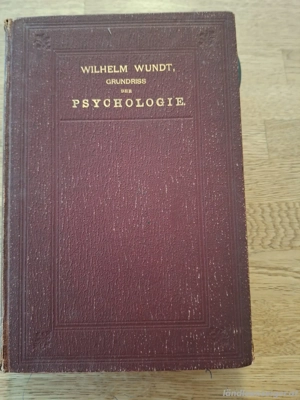 WILHELM WUNDT,
GRUNDRISS
DER
PSYCHOLOGIE.